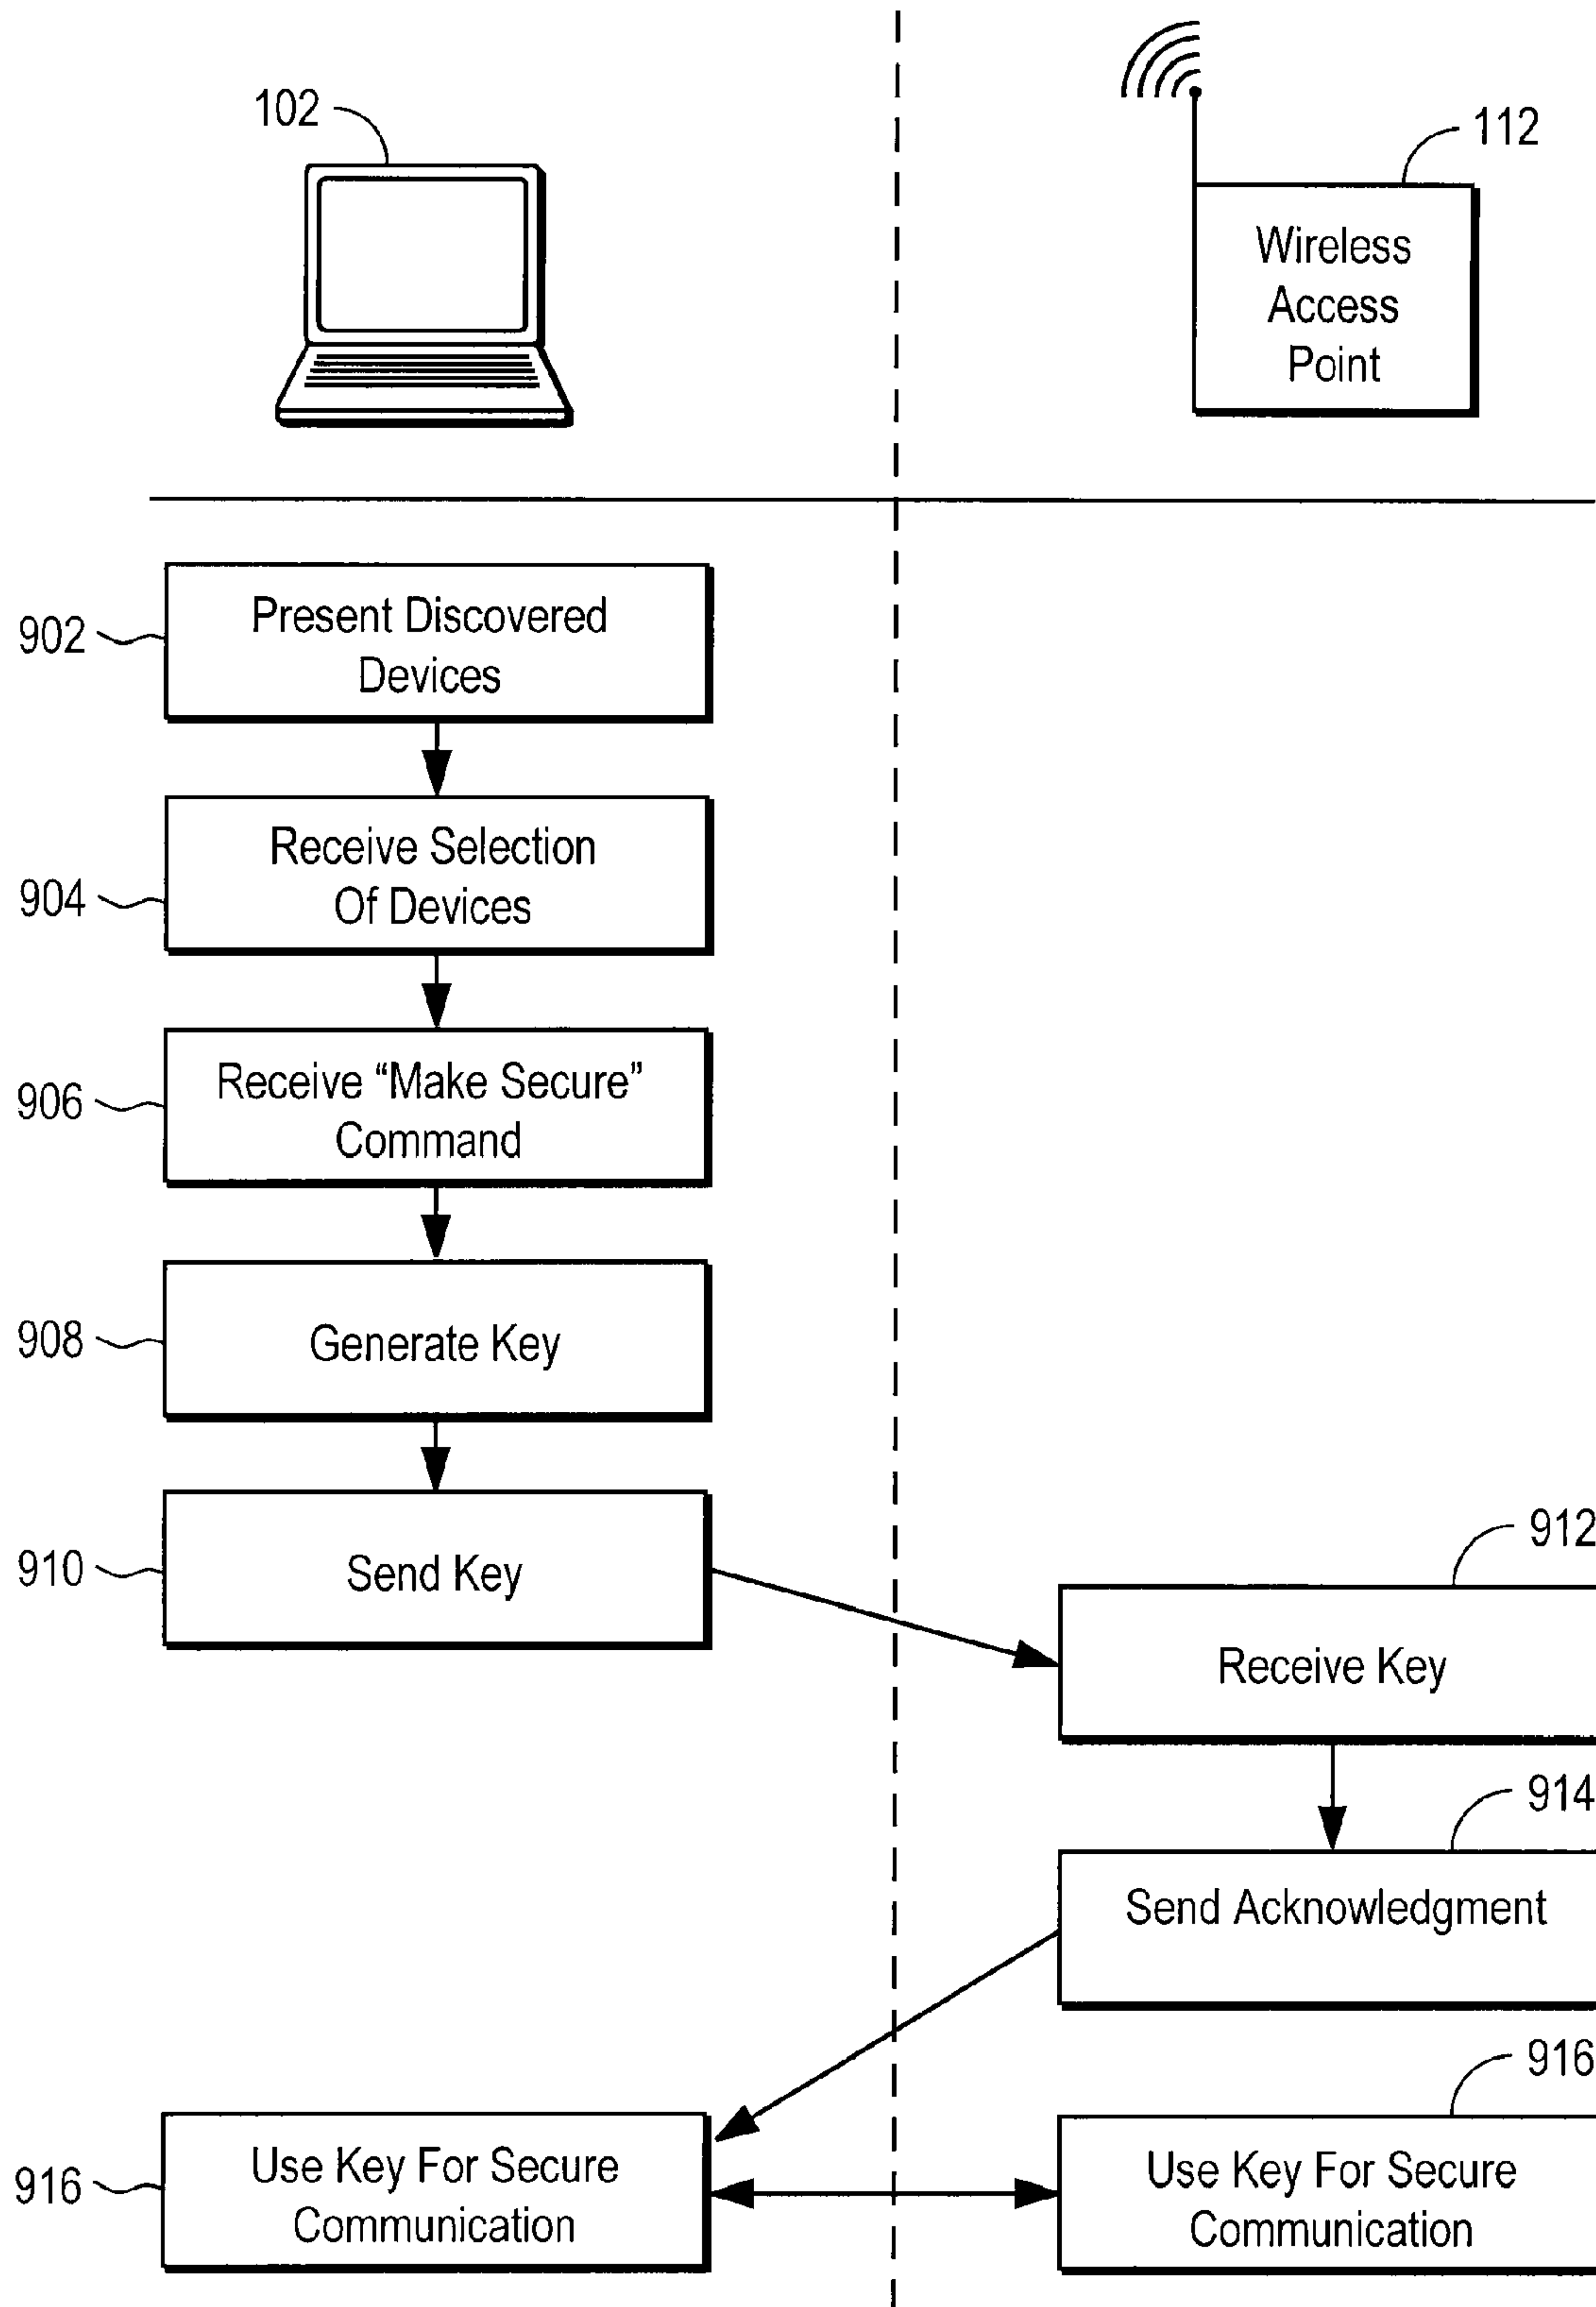 102
112
Wireless
Access
Point
902
Present Discovered
Devices
904
Receive Selection
Of Devices
906
Receive “Make Secure”
Command
908
Generate Key
910
Send Key
912
Receive Key
914
Send Acknowledgment
916
Use Key For Secure
Communication
916
Use Key For Secure
Communication